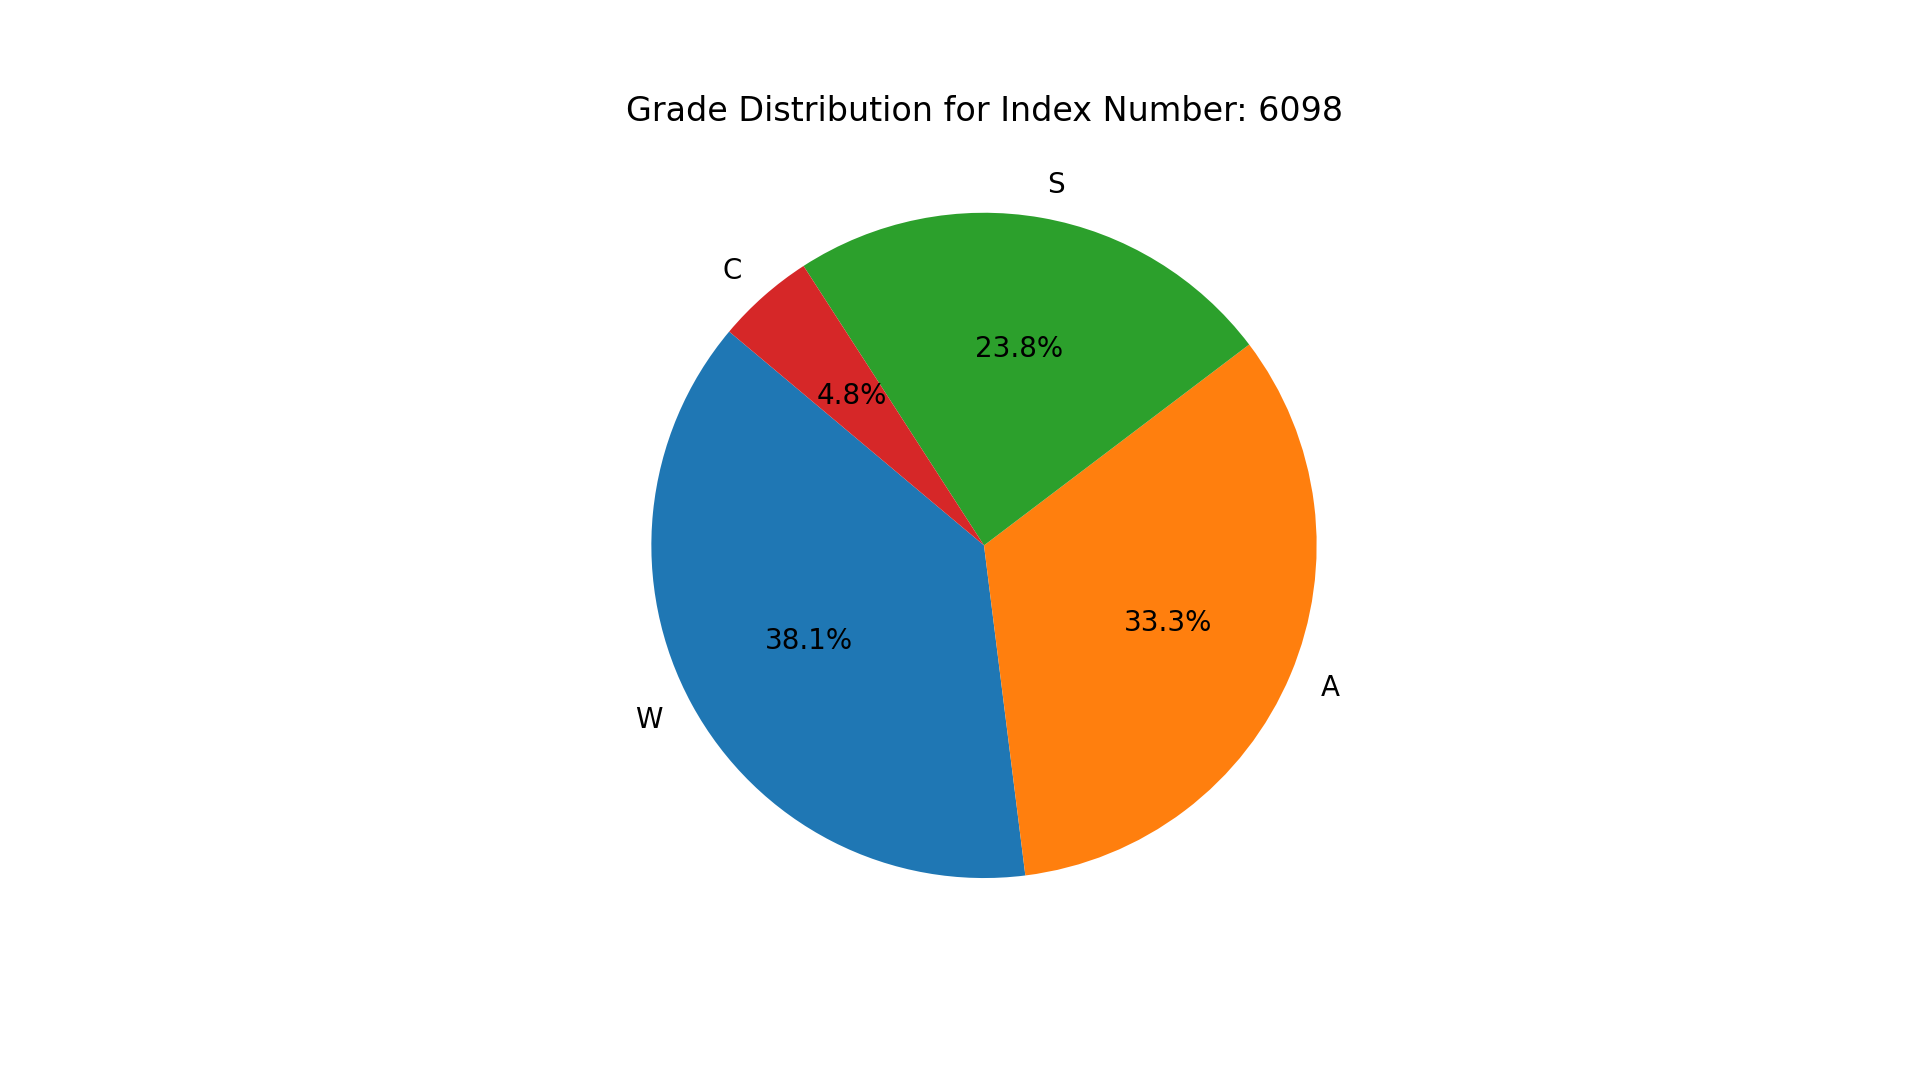 Grade Distribution for Index Number: 6098
S
C
23.8%
4.8%
33.3%
38.1%
A
W